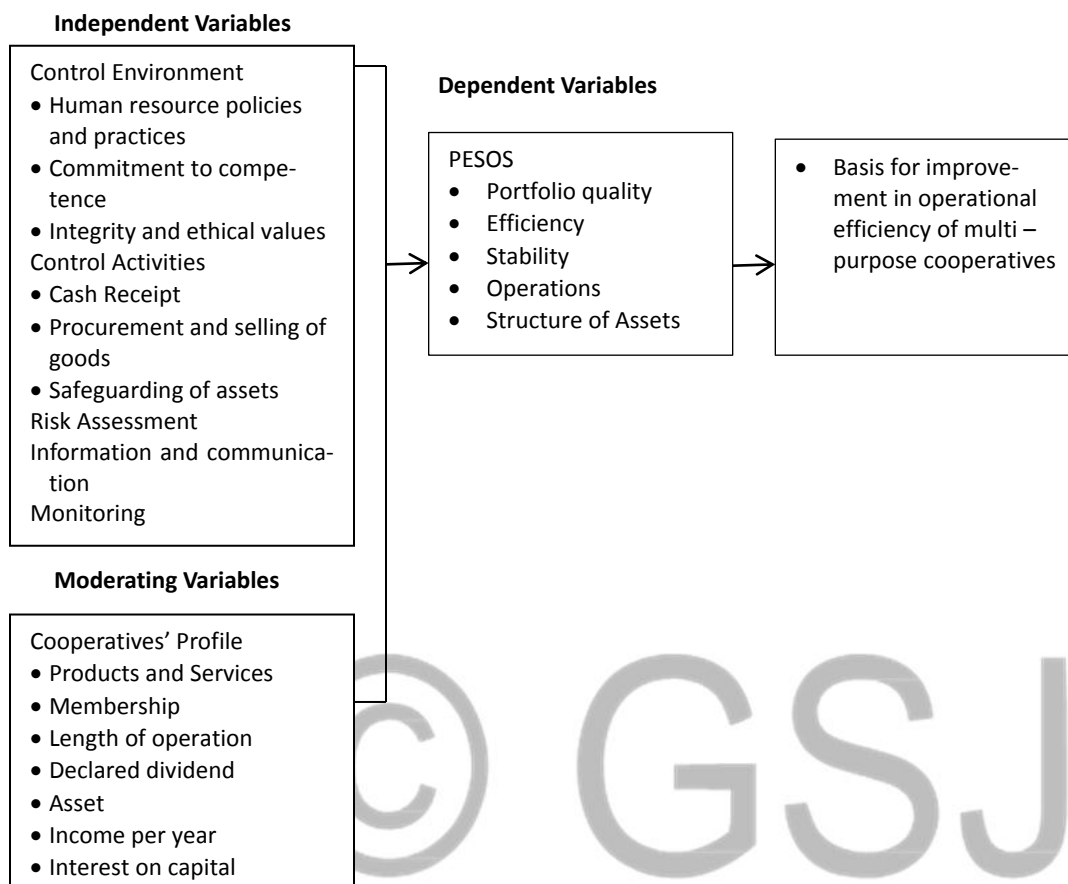 Independent Variables
Control Environment
• Human resource policies
and practices
• Commitment to compe-
tence
• Integrity and ethical values
Control Activities
• Cash Receipt
• Procurement and selling of
goods
• Safeguarding of assets
Risk Assessment
Information and communica-
tion
Monitoring
Dependent Variables
PESOS
• Portfolio quality
• Efficiency
• Stability
• Operations
• Structure of Assets
• Basis for improve-
ment in operational
efficiency of multi –
purpose cooperatives
Moderating Variables
Cooperatives’ Profile
• Products and Services
• Membership
• Length of operation
• Declared dividend
• Asset
• Income per year
• Interest on capital
© GSJ